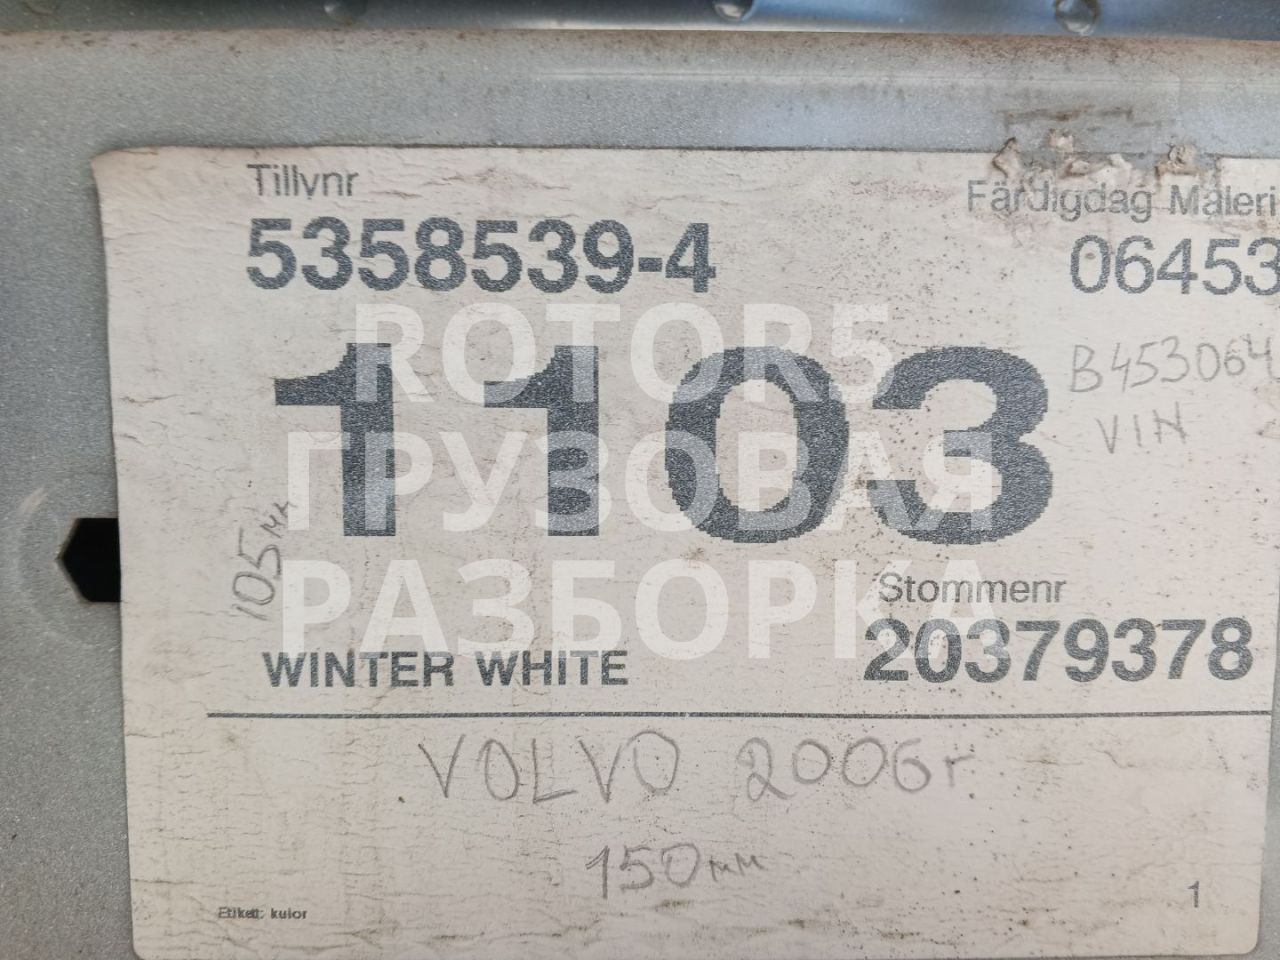 Tillvnr
Färdigdag Måleri
5358539-4
06453
ROTOR5
1103
B453064
VIN
ГРУЗОВАЯ
105мм
РАЗБОРКА
Stommenr
WINTER WHITE
20379378
VOLVO 2006г
150мм
Etikett: kulor
1